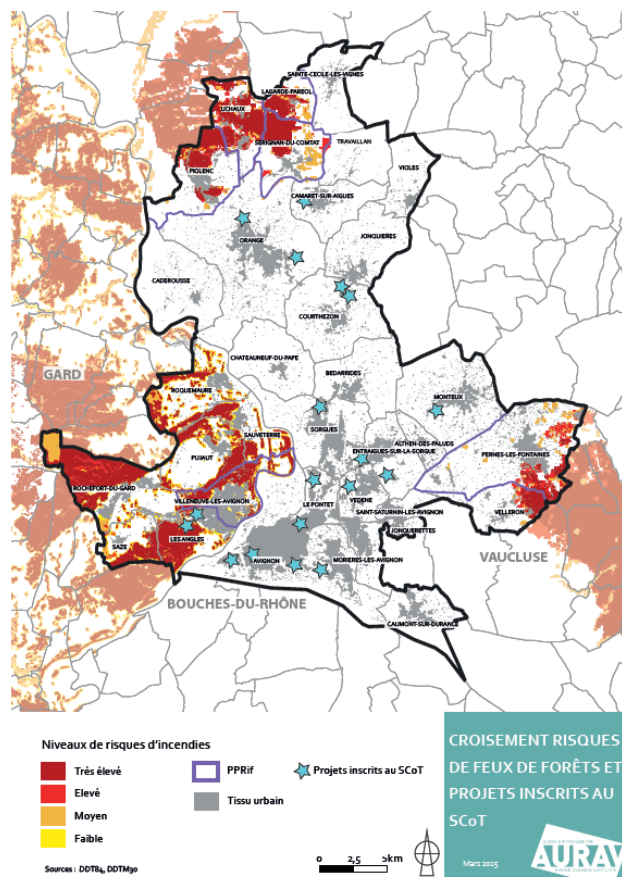 SAINTE-CECILE-LES-VIGNES
LAGARDE-PAREOL
UCHAUX
SÉRIGNAN-DU-COMTAT
TRAVAILLAN
PIOLENC
VIOLES
CAMARET-SUR-AIGUES
ORANGE
JONQUIERES
CADEROUSSE
COURTHEZON
CHATEAUNEUF-DU-PAPE
GARD
BEDARRIDES
ROQUEMAURE
MONTEUX
SORGUES
SAUVETERRE
ALTHEN-DES-PALUDS
PUJAUT
ENTRAIGUES-SUR-LA-SORGUE
PERNES-LES-FONTAINES
ROCHEFORT-DU-GARD
VILLENEUVE-LES-AVIGNON
VEDENE
LE PONTET
VELLERON
SAINT-SATURNIN-LES-AVIGNON
JONQUERETTES
LES ANGLES
SAZE
VAUCLUSE
AVIGNON
MORIERES-LES-AVIGNON
BOUCHES-DU-RHÔNE
CAUMONT-SUR-DURANCE
Niveaux de risques d'incendies
Très élevé
Elevé
Moyen
Faible
PPRif
Tissu urbain
Projets inscrits au SCoT
Sources : DDT84, DDTM30
0 2,5 5km
CROISEMENT RISQUES
DE FEUX DE FORÊTS ET
PROJETS INSCRITS AU
SCoT
Mars 2025
AURAV